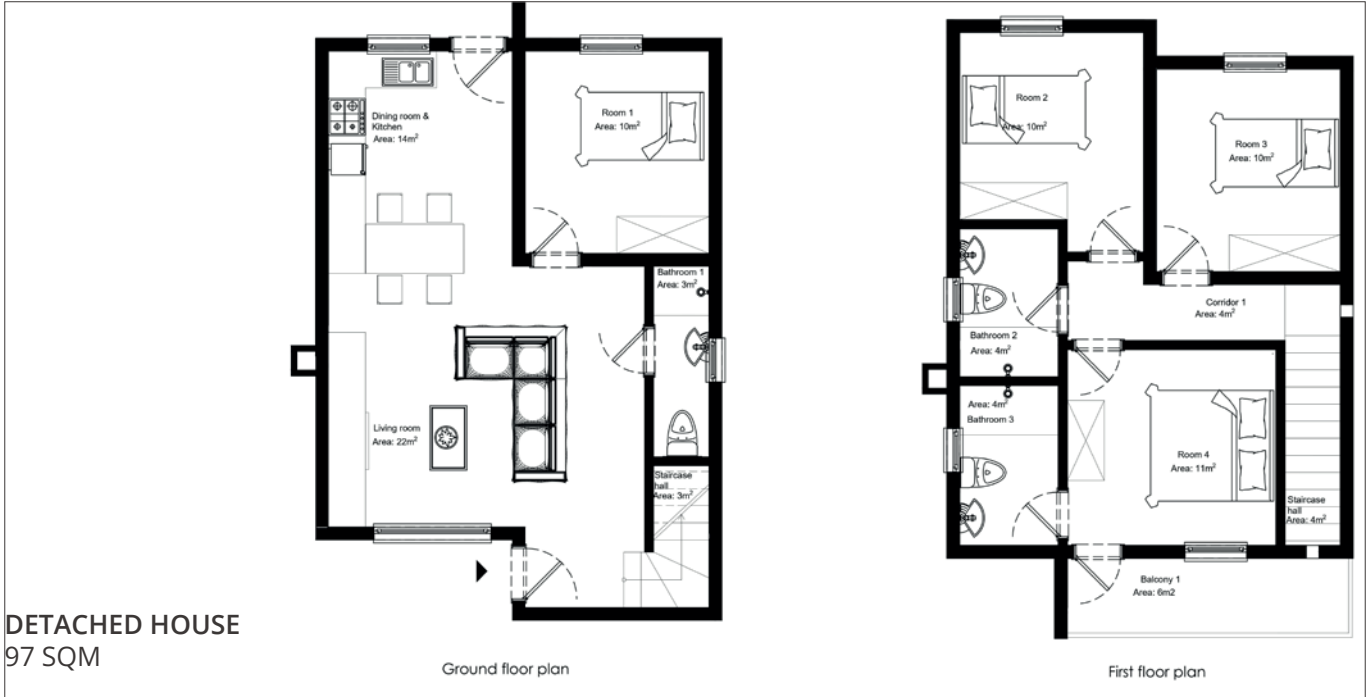 Dining room &
Kitchen
Area: 14m²
Room 1
Area: 10m²
Bathroom 1
Area: 3m²
Living room
Area: 22m²
Staircase
hall
Area: 3m²
Ground floor plan
Room 2
Area: 10m²
Room 3
Area: 10m²
Corridor 1
Area: 4m²
Bathroom 2
Area: 4m²
Area: 4m²
Bathroom 3
Room 4
Area: 11m²
Staircase
hall
Area: 4m²
Balcony 1
Area: 6m2
First floor plan
DETACHED HOUSE
97 SQM